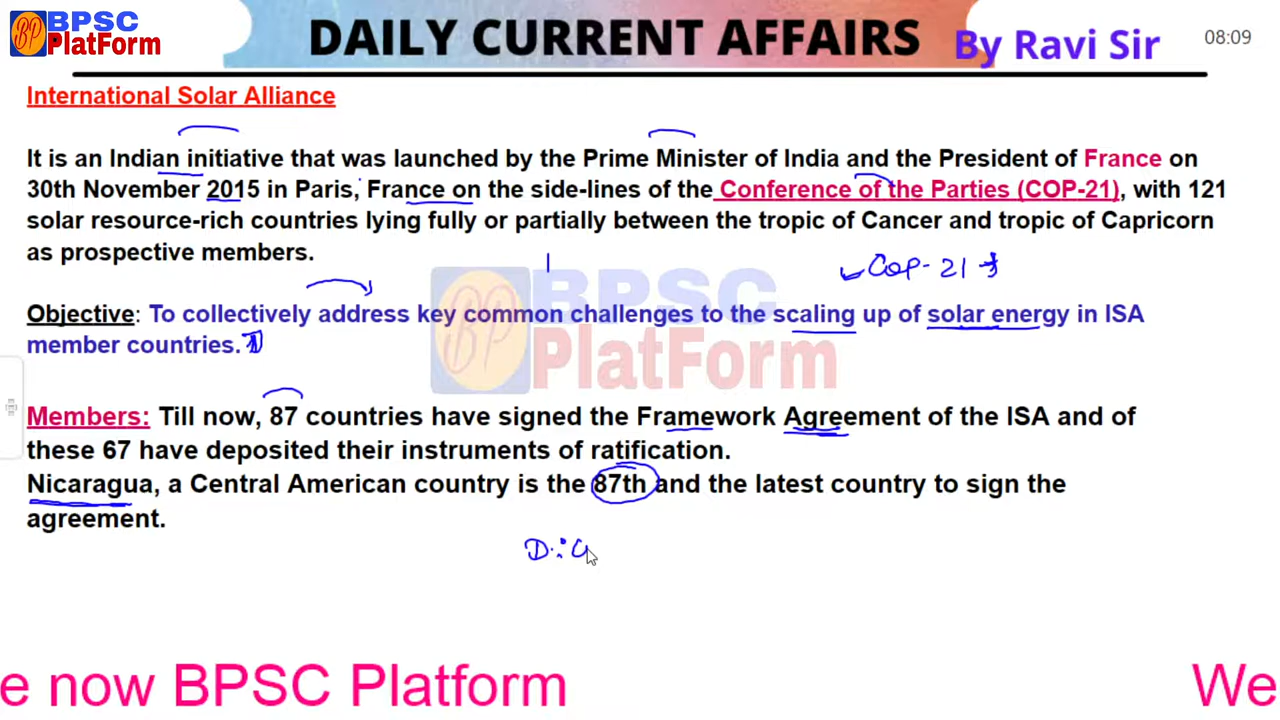 BPSC
PlatForm
DAILY CURRENT AFFAIRS
By Ravi Sir
08:09
International Solar Alliance
It is an Indian initiative that was launched by the Prime Minister of India and the President of France on
30th November 2015 in Paris, France on the side-lines of the Conference of the Parties (COP-21), with 121
solar resource-rich countries lying fully or partially between the tropic of Cancer and tropic of Capricorn
as prospective members.
COP-21
BPSC
PlatForm
Objective: To collectively address key common challenges to the scaling up of solar energy in ISA
member countries.
Members: Till now, 87 countries have signed the Framework Agreement of the ISA and of
these 67 have deposited their instruments of ratification.
Nicaragua, a Central American country is the 87th and the latest country to sign the
agreement.
e now BPSC Platform
We